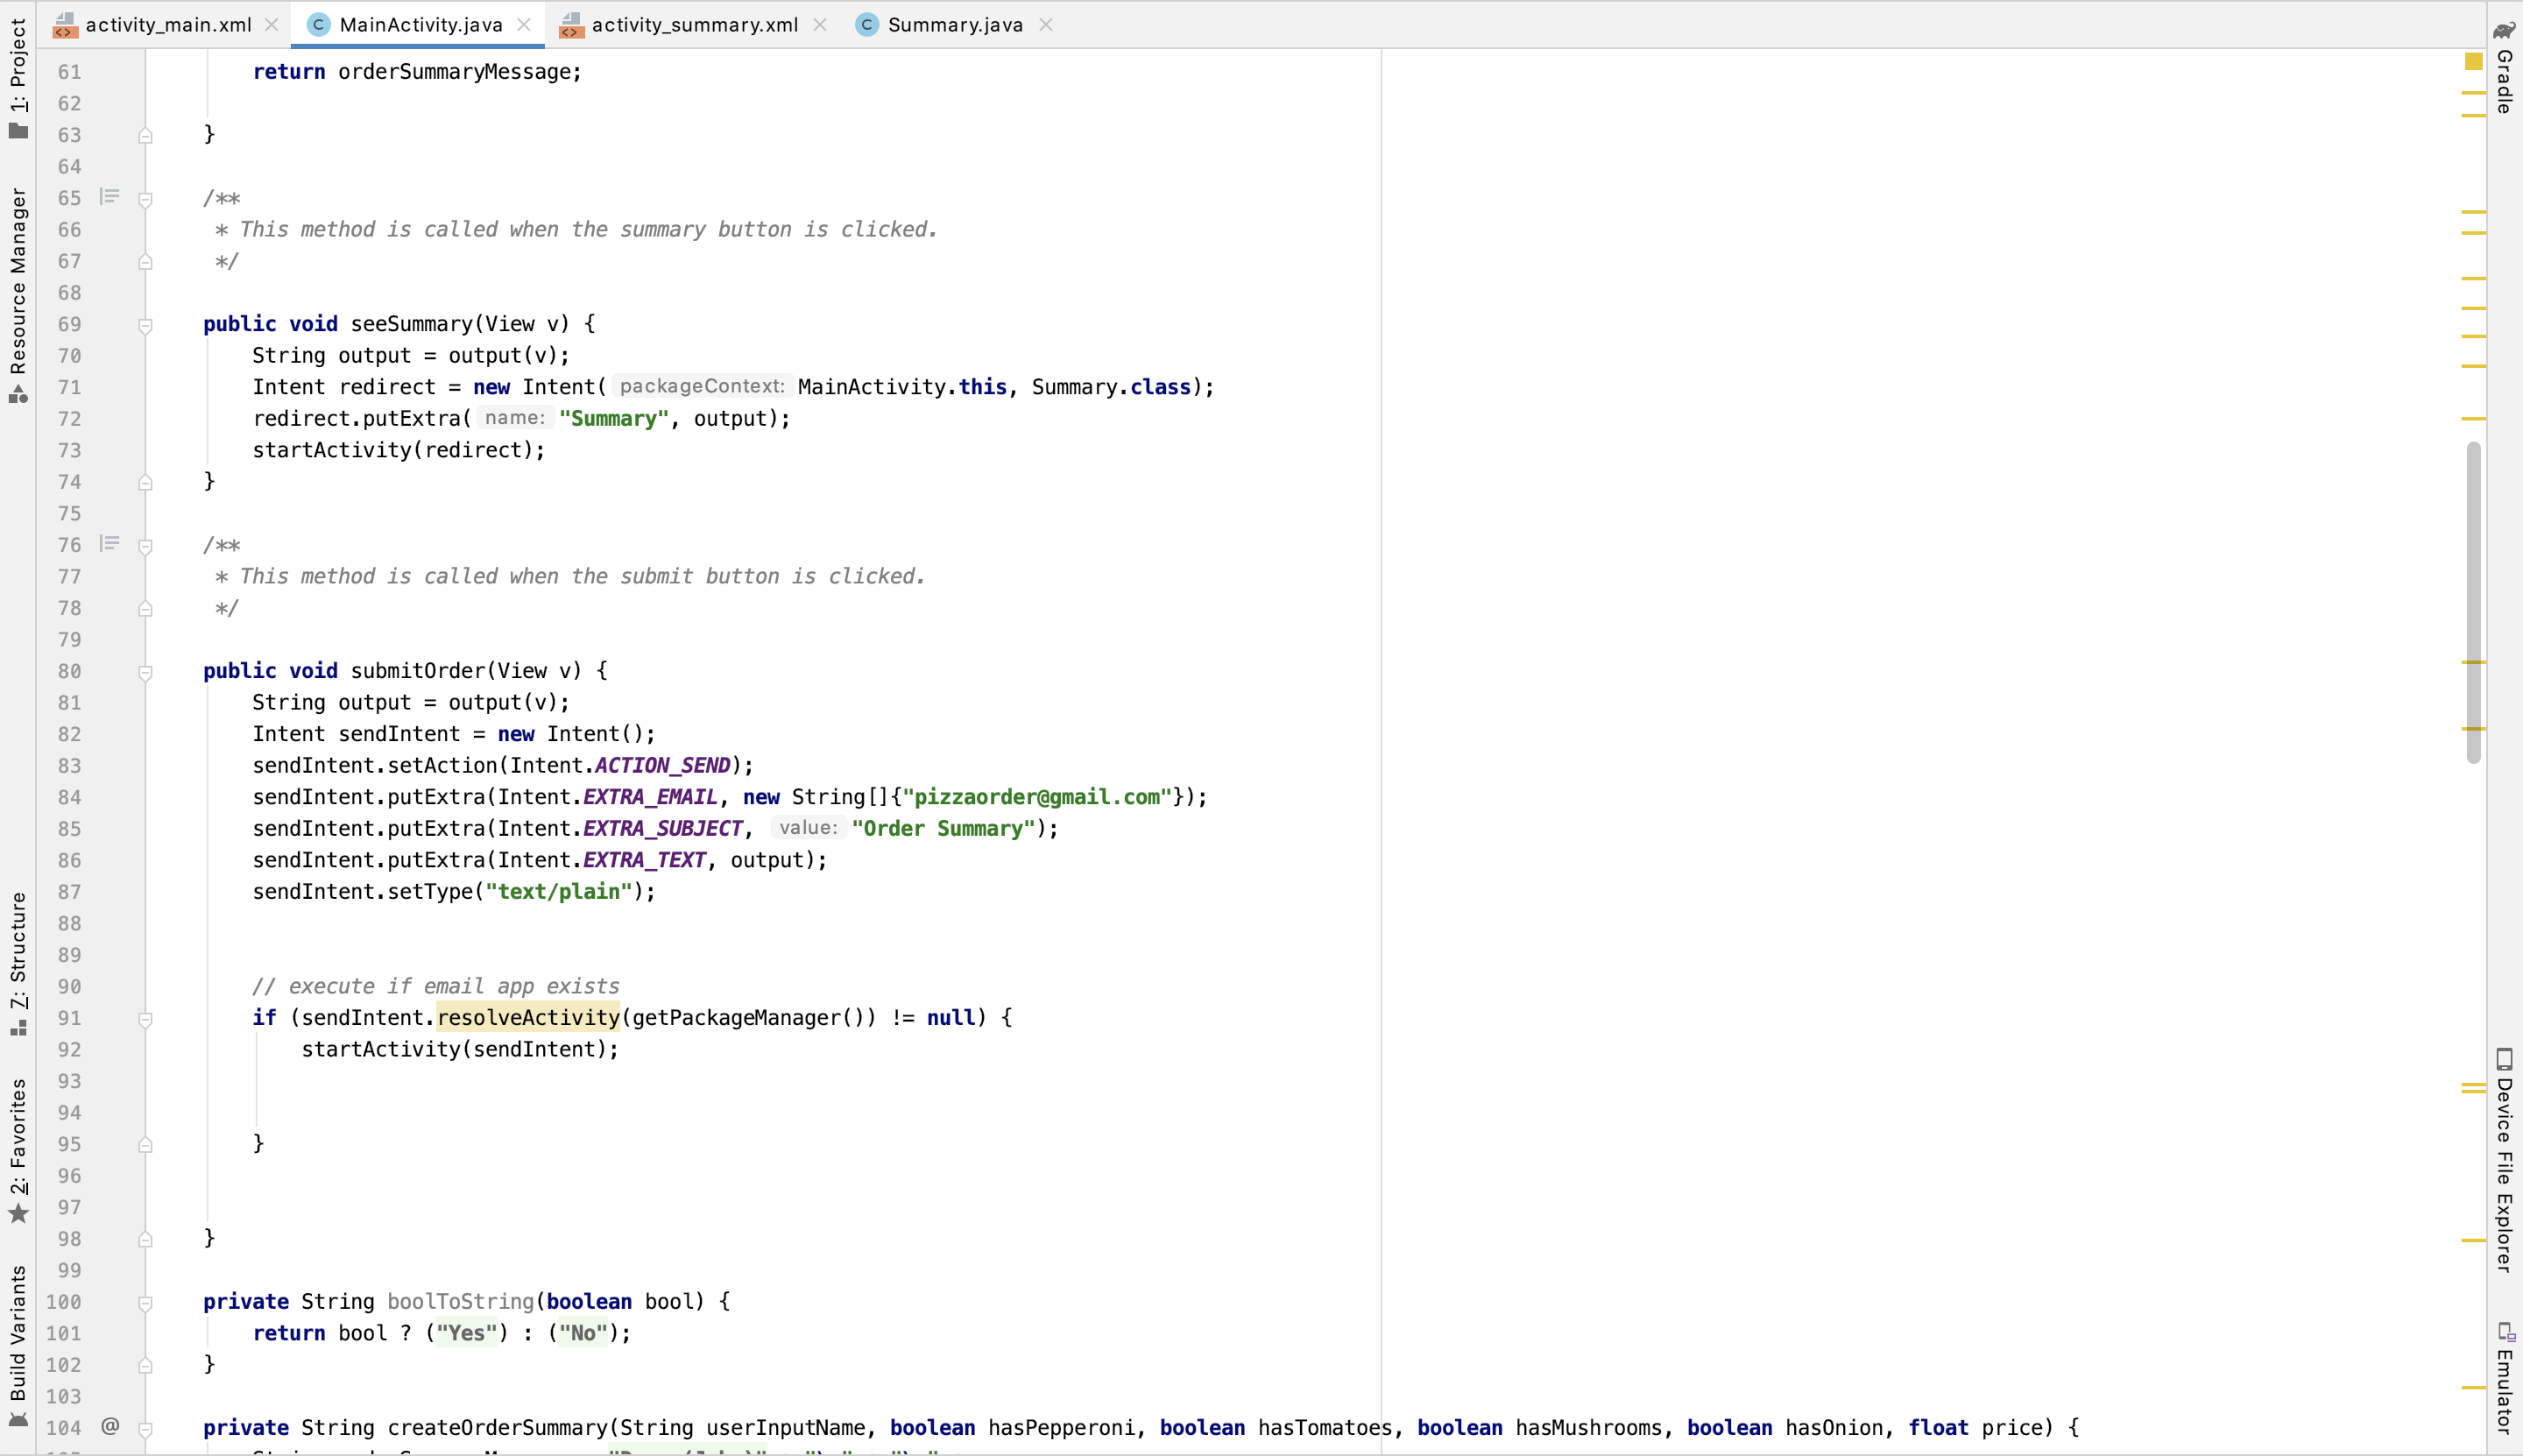 activity_main.xml MainActivity.java activity_summary.xml Summary.java
1: Project
Resource Manager
7: Structure
2: Favorites
Build Variants
61 return orderSummaryMessage;
62
63 }
64
65 /**
66 * This method is called when the summary button is clicked.
67 */
68
69 public void seeSummary(View v) {
70 String output = output(v);
71 Intent redirect = new Intent( packageContext: MainActivity.this, Summary.class);
72 redirect.putExtra( name: "Summary", output);
73 startActivity(redirect);
74 }
75
76 /**
77 * This method is called when the submit button is clicked.
78 */
79
80 public void submitOrder(View v) {
81 String output = output(v);
82 Intent sendIntent = new Intent();
83 sendIntent.setAction(Intent.ACTION_SEND);
84 sendIntent.putExtra(Intent.EXTRA_EMAIL, new String[]{"pizzaorder@gmail.com"});
85 sendIntent.putExtra(Intent.EXTRA_SUBJECT, value: "Order Summary");
86 sendIntent.putExtra(Intent.EXTRA_TEXT, output);
87 sendIntent.setType("text/plain");
88
89
90 // execute if email app exists
91 if (sendIntent.resolveActivity(getPackageManager()) != null) {
92 startActivity(sendIntent);
93
94
95 }
96
97
98 }
99
100 private String boolToString(boolean bool) {
101 return bool ? ("Yes") : ("No");
102 }
103
104 @ private String createOrderSummary(String userInputName, boolean hasPepperoni, boolean hasTomatoes, boolean hasMushrooms, boolean hasOnion, float price) {
Gradle
Device File Explorer
Emulator